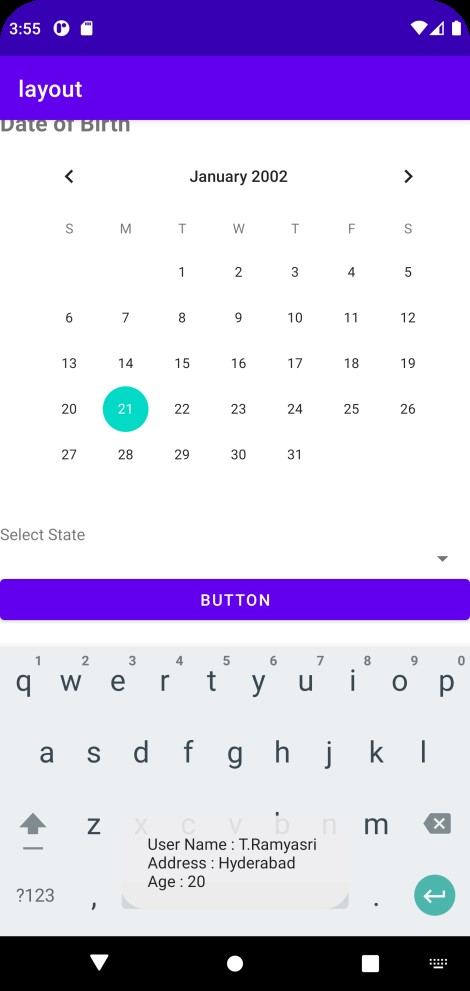 3:55
layout
Date of Birth
January 2002
S M T W T F S
1 2 3 4 5
6 7 8 9 10 11 12
13 14 15 16 17 18 19
20 21 22 23 24 25 26
27 28 29 30 31
Select State
BUTTON
1 2 3 4 5 6 7 8 9 0
q w e r t y u i o p
a s d f g h j k l
z x c v b n m
User Name : T.Ramyasri
Address : Hyderabad
Age : 20
?123 , .